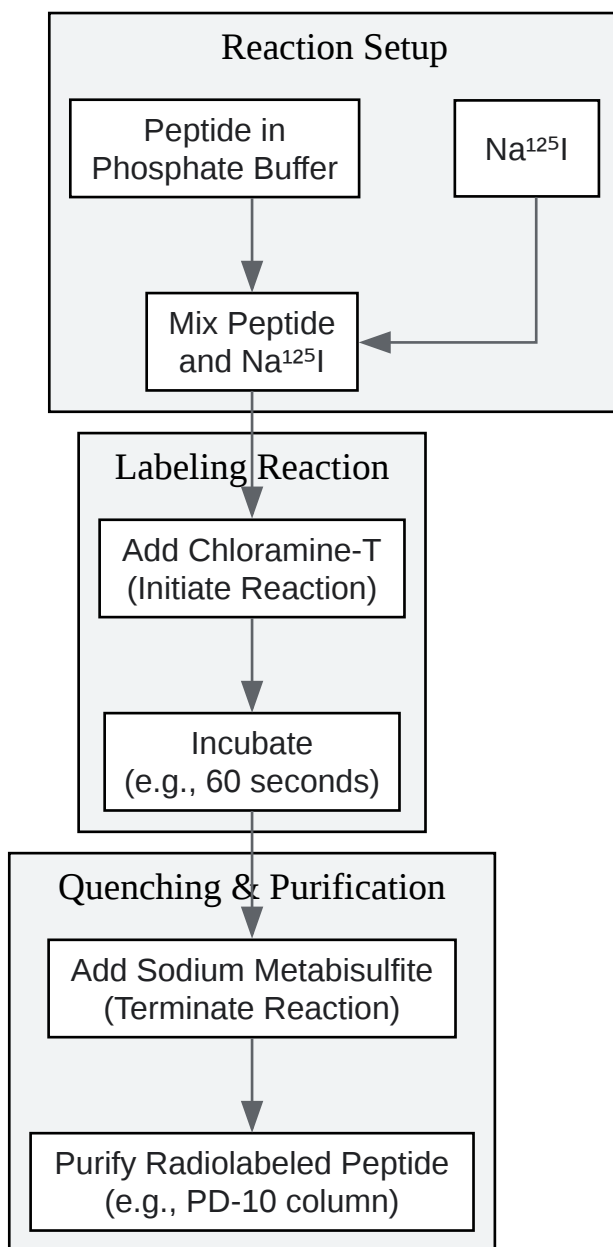 Reaction Setup
Peptide in
Phosphate Buffer
Na¹²⁵I
Mix Peptide
and Na¹²⁵I
Labeling Reaction
Add Chloramine-T
(Initiate Reaction)
Incubate
(e.g., 60 seconds)
Quenching & Purification
Add Sodium Metabisulfite
(Terminate Reaction)
Purify Radiolabeled Peptide
(e.g., PD-10 column)